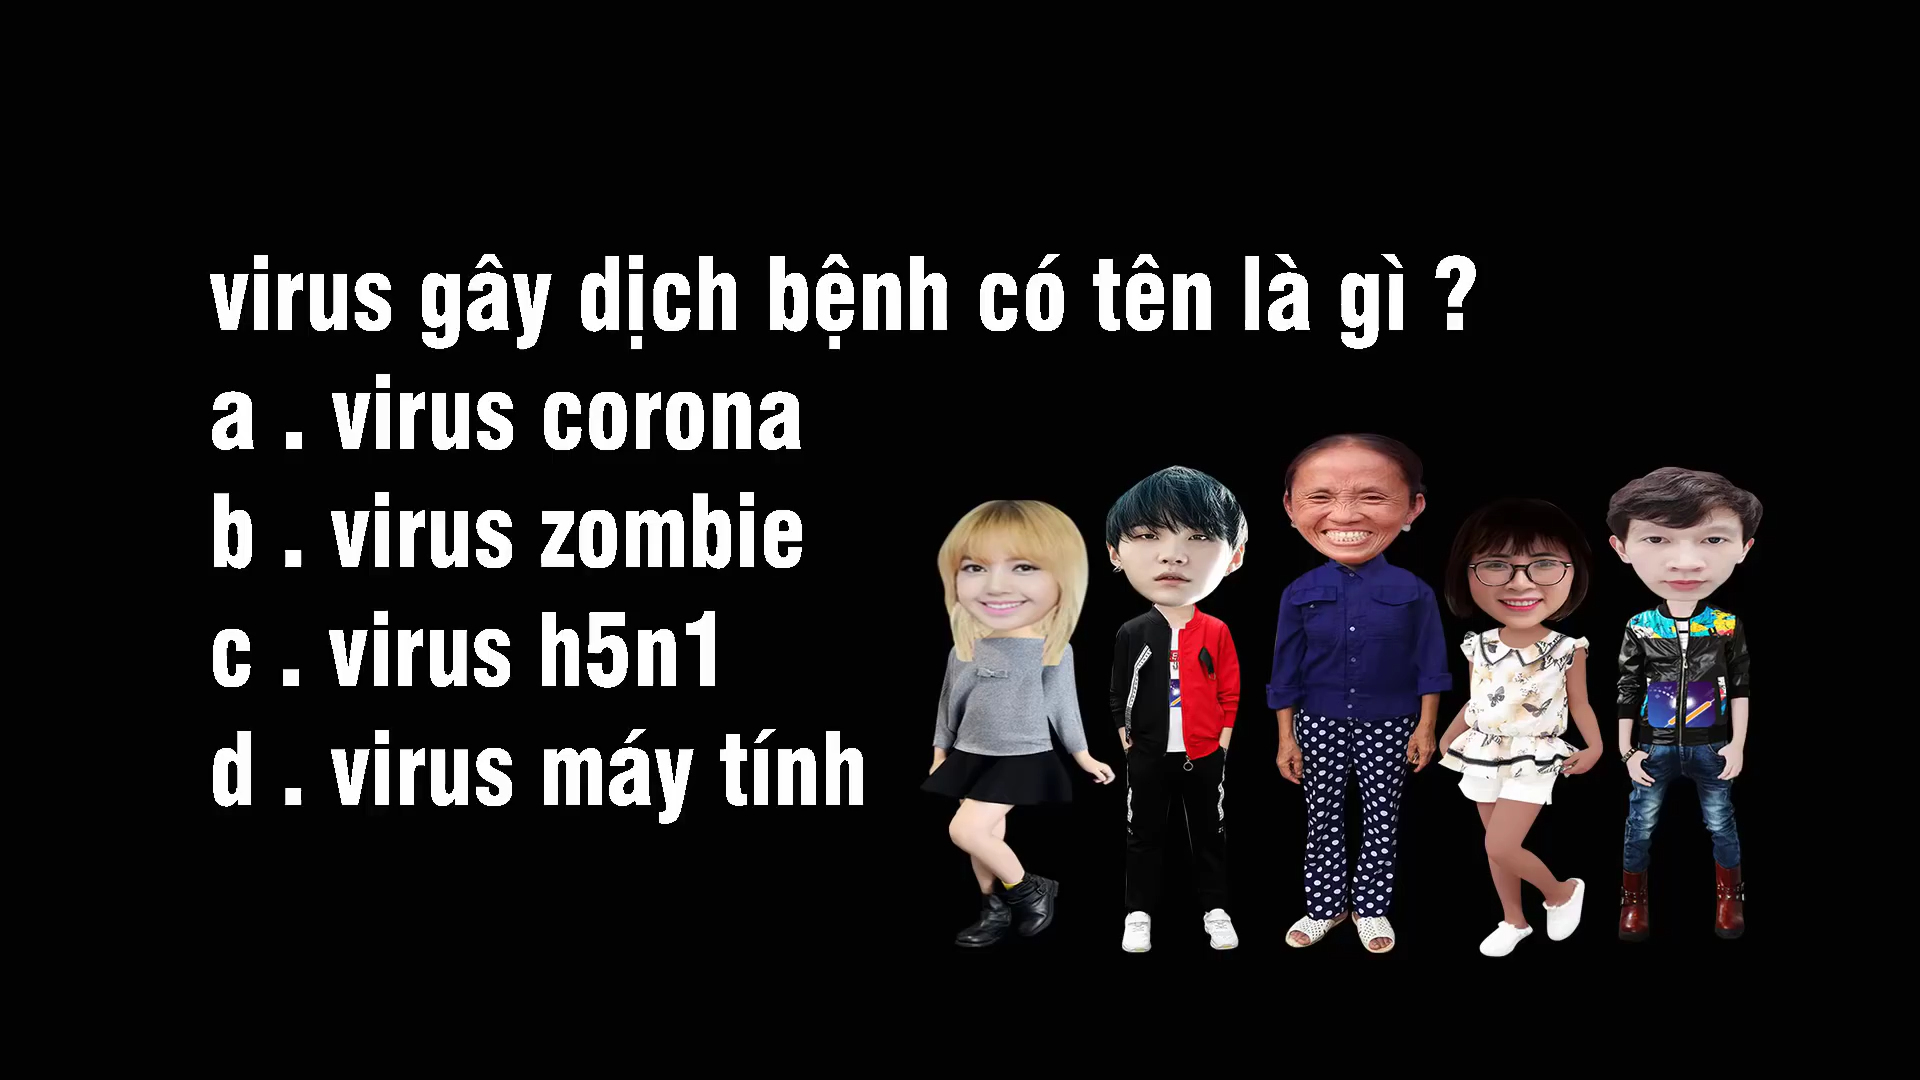 virus gây dịch bệnh có tên là gì ?
a . virus corona
b . virus zombie
c . virus h5n1
d . virus máy tính